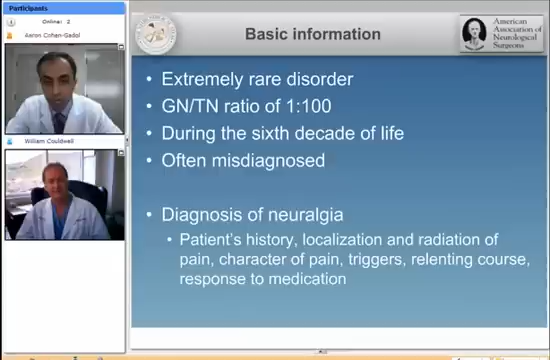 Participants
Online: 2
Aaron Cohen-Gadol
William Couldwell
Basic information
American
Association of
Neurological
Surgeons
• Extremely rare disorder
• GN/TN ratio of 1:100
• During the sixth decade of life
• Often misdiagnosed
• Diagnosis of neuralgia
• Patient's history, localization and radiation of
pain, character of pain, triggers, relenting course,
response to medication